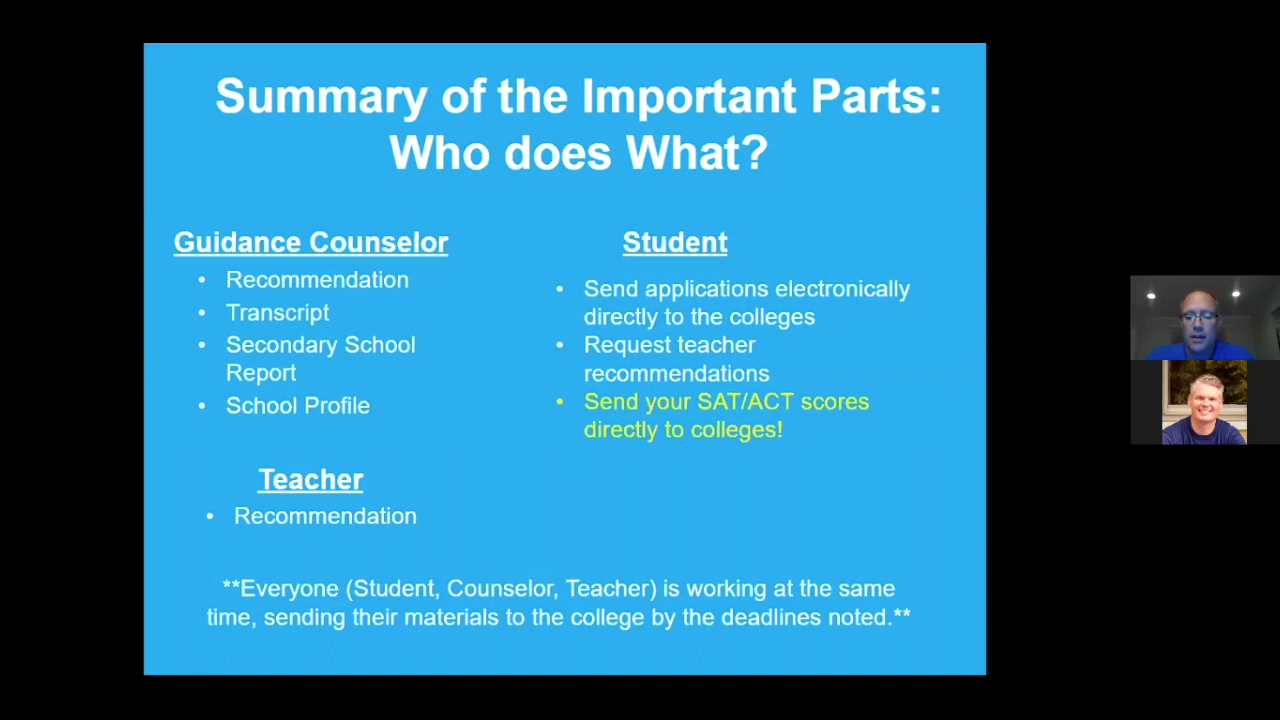 Summary of the Important Parts:
Who does What?
Guidance Counselor
• Recommendation
• Transcript
• Secondary School
Report
• School Profile
Teacher
• Recommendation
Student
• Send applications electronically
directly to the colleges
• Request teacher
recommendations
• Send your SAT/ACT scores
directly to colleges!
**Everyone (Student, Counselor, Teacher) is working at the same
time, sending their materials to the college by the deadlines noted.**